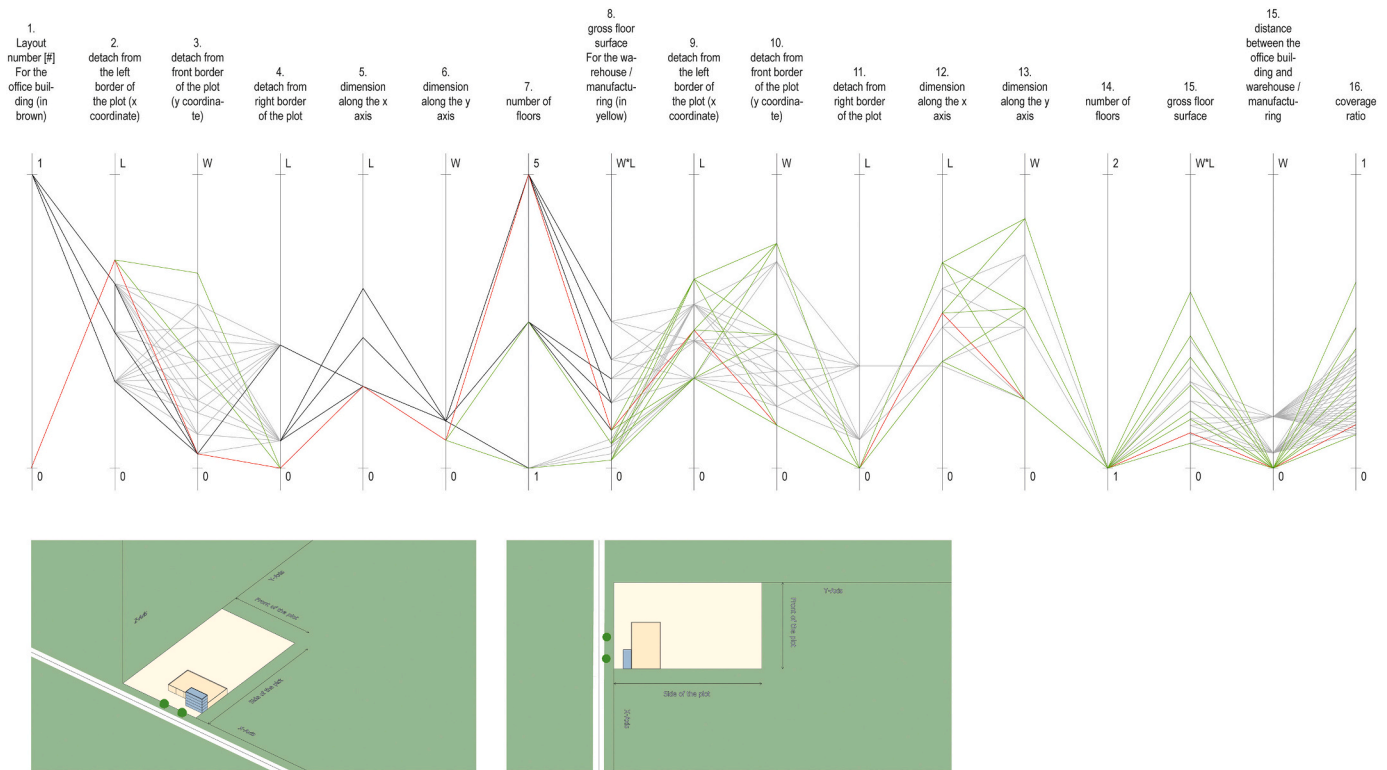 1.
Layout
number [#]
For the
office buil-
ding (in
brown)
2.
detach from
the left
border of
the plot (x
coordinate)
3.
detach from
front border
of the plot
(y coordina-
te)
4.
detach from
right border
of the plot
5.
dimension
along the x
axis
6.
dimension
along the y
axis
7.
number of
floors
8.
gross floor
surface
For the wa-
rehouse /
manufactu-
ring (in
yellow)
9.
detach from
the left
border of
the plot (x
coordinate)
10.
detach from
front border
of the plot
(y coordina-
te)
11.
detach from
right border
of the plot
12.
dimension
along the x
axis
13.
dimension
along the y
axis
14.
number of
floors
15.
gross floor
surface
15.
distance
between the
office buil-
ding and
warehouse /
manufactu-
ring
16.
coverage
ratio
1 L W L L W 5 W*L L W L L W 2 W*L W 1
0 0 0 0 0 0 1 0 0 0 0 0 0 1 0 0 0
Y-Axis
Front of the plot
Z-Axis
Side of the plot
X-Axis
Y-Axis
Front of the plot
Side of the plot
X-Axis